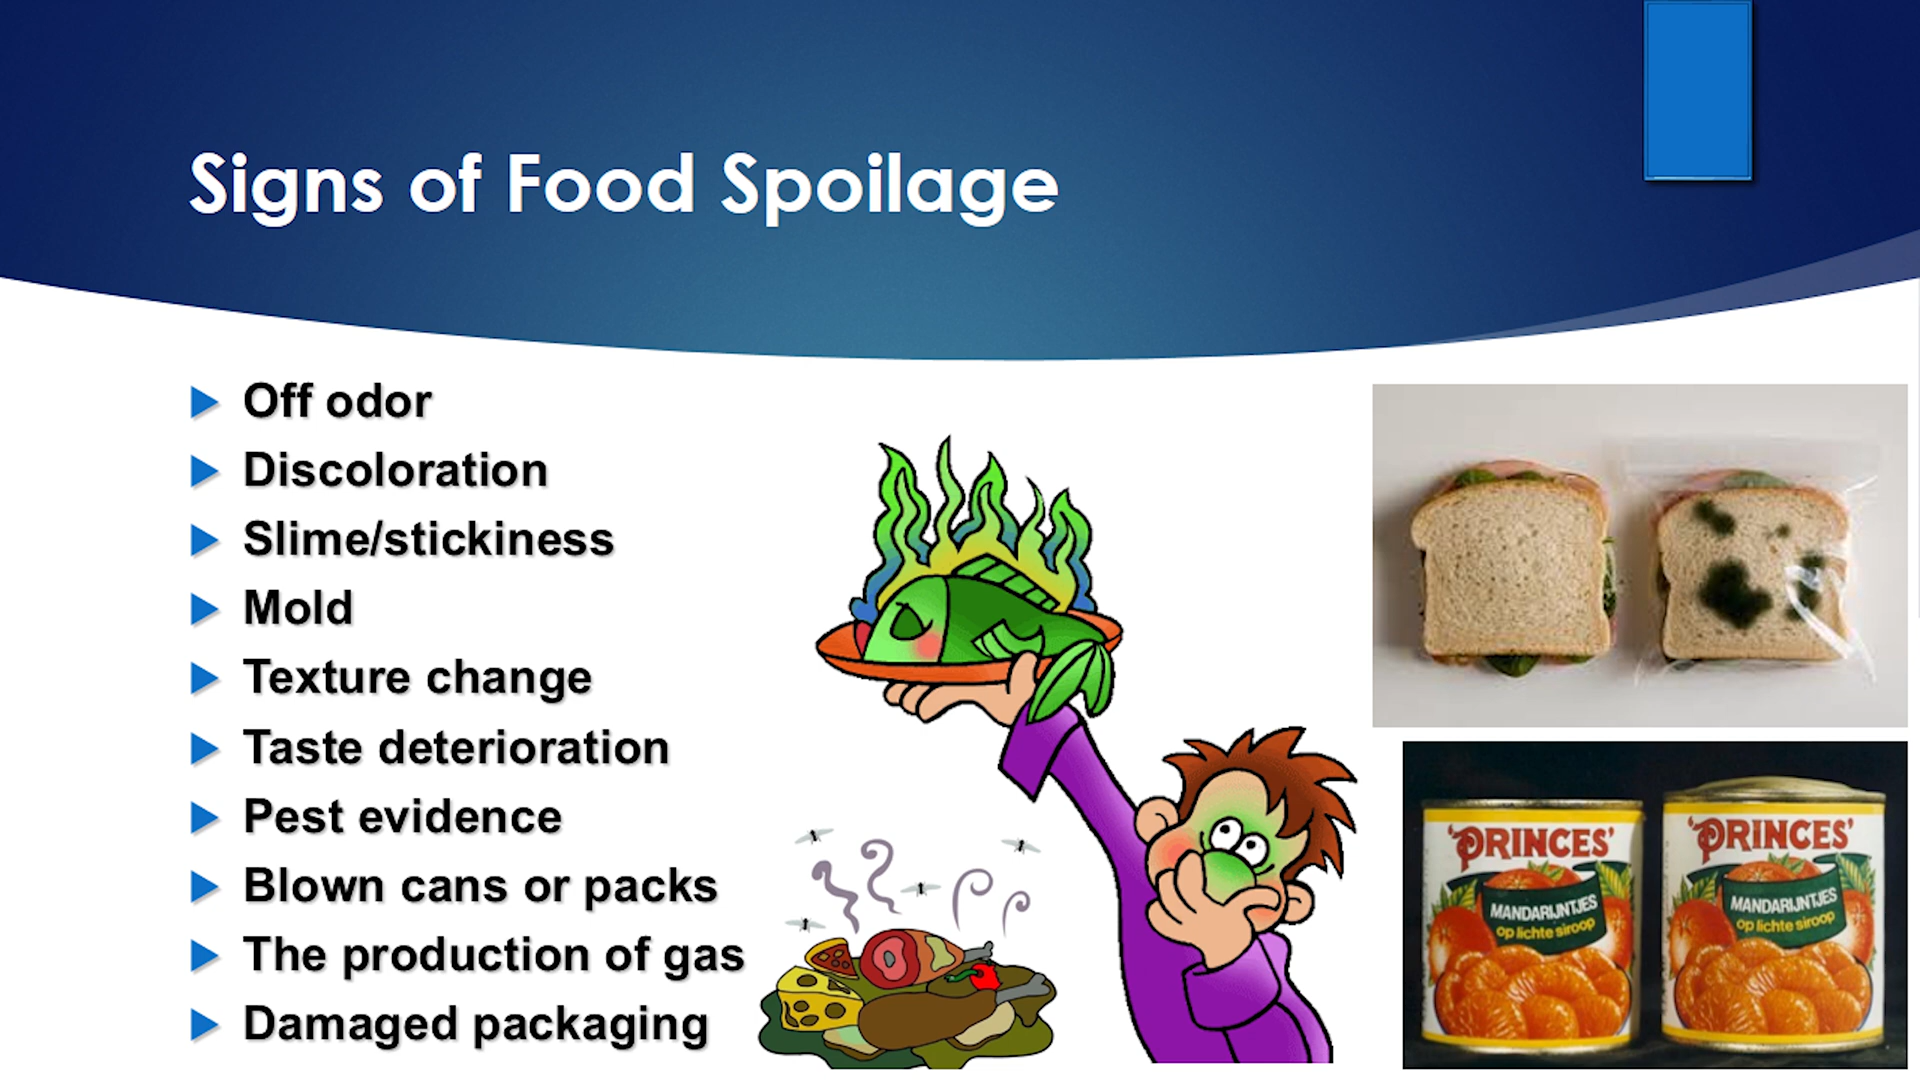 Signs of Food Spoilage
Off odor
Discoloration
Slime/stickiness
Mold
Texture change
Taste deterioration
Pest evidence
Blown cans or packs
The production of gas
Damaged packaging
'PRINCES'
MANDARIJNTJES
op lichte siroop
'PRINCES'
MANDARIJNTJES
op lichte siroop